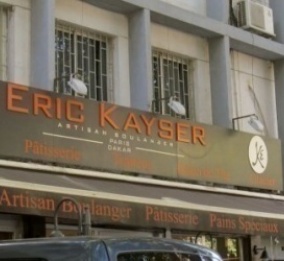 ERIC KAYSER
ARTISAN BOULANGER
PARIS
DAKAR
Pâtisserie
Artisan Boulanger Pâtisserie Pains Spéciaux